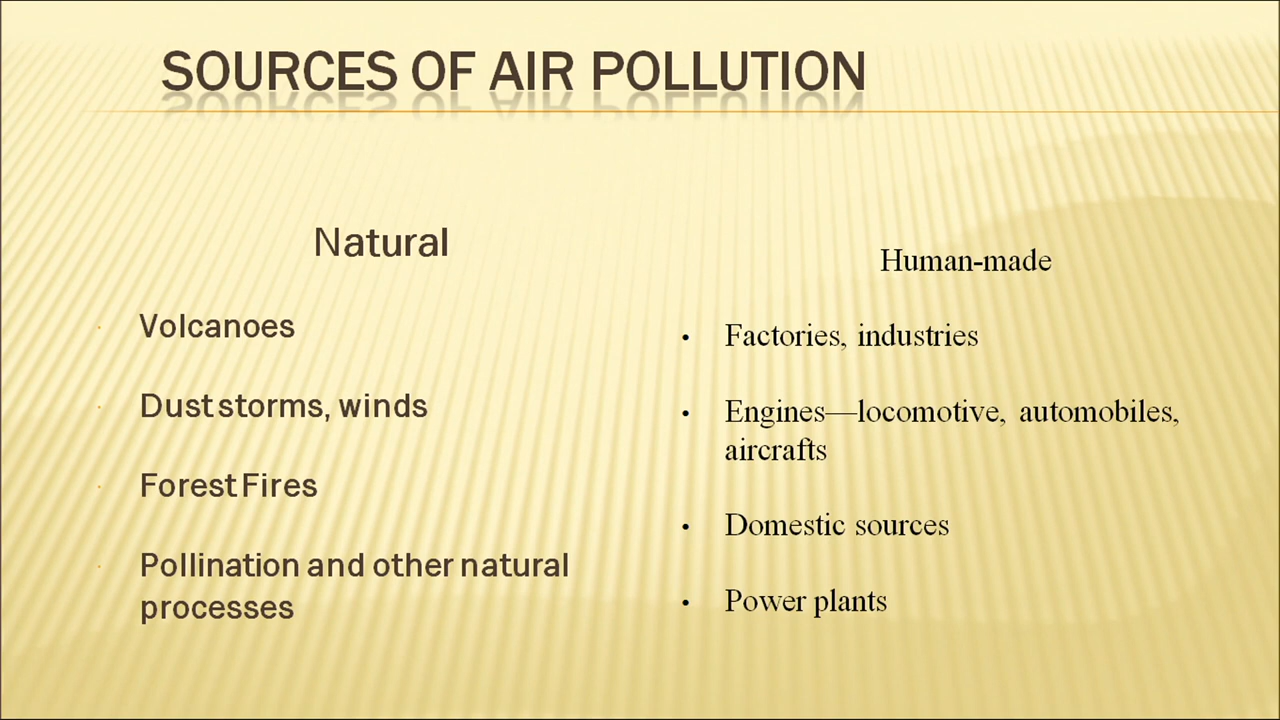 SOURCES OF AIR POLLUTION
Natural
Volcanoes
Dust storms, winds
Forest Fires
Pollination and other natural
processes
Human-made
• Factories, industries
• Engines—locomotive, automobiles,
aircrafts
• Domestic sources
• Power plants